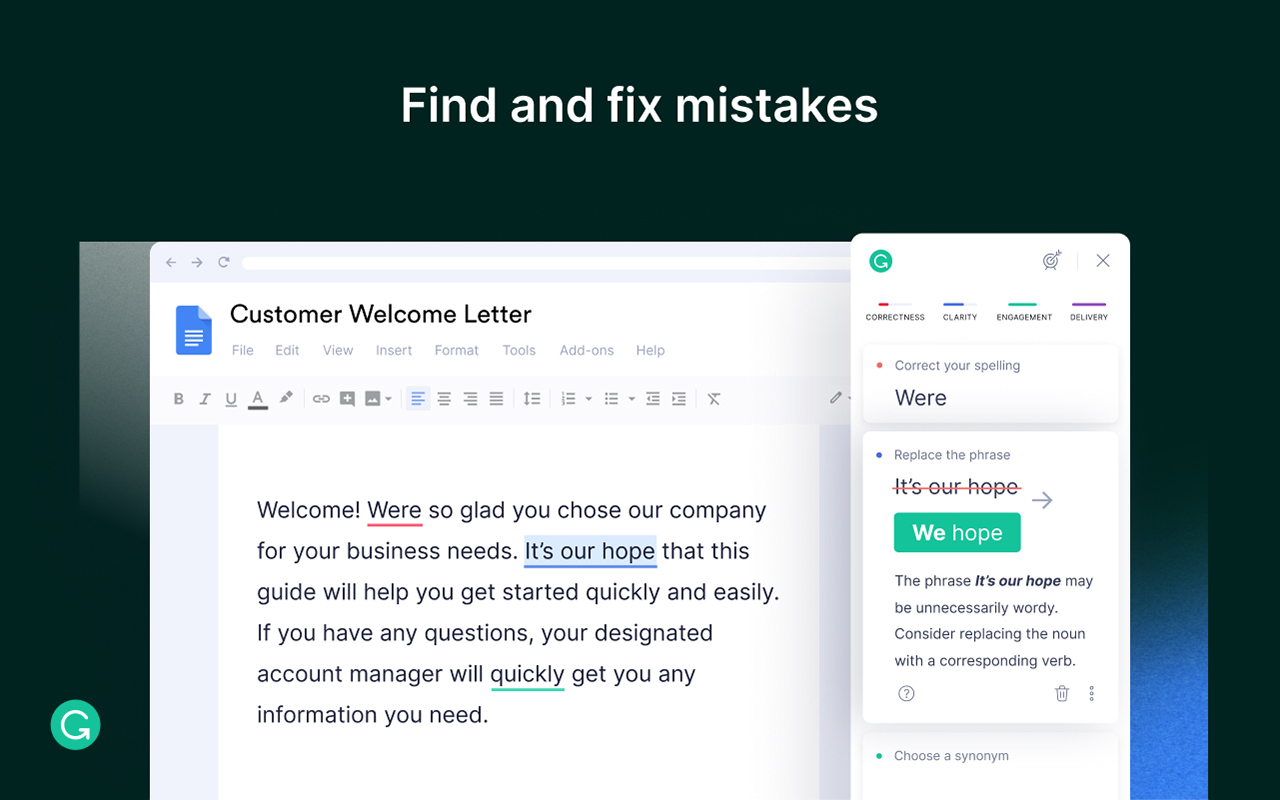 Find and fix mistakes
Customer Welcome Letter
File Edit View Insert Format Tools Add-ons Help
B I U A
Welcome! Were so glad you chose our company
for your business needs. It’s our hope that this
guide will help you get started quickly and easily.
If you have any questions, your designated
account manager will quickly get you any
information you need.
CORRECTNESS CLARITY ENGAGEMENT DELIVERY
Correct your spelling
Were
Replace the phrase
It’s our hope
We hope
The phrase It’s our hope may
be unnecessarily wordy.
Consider replacing the noun
with a corresponding verb.
Choose a synonym